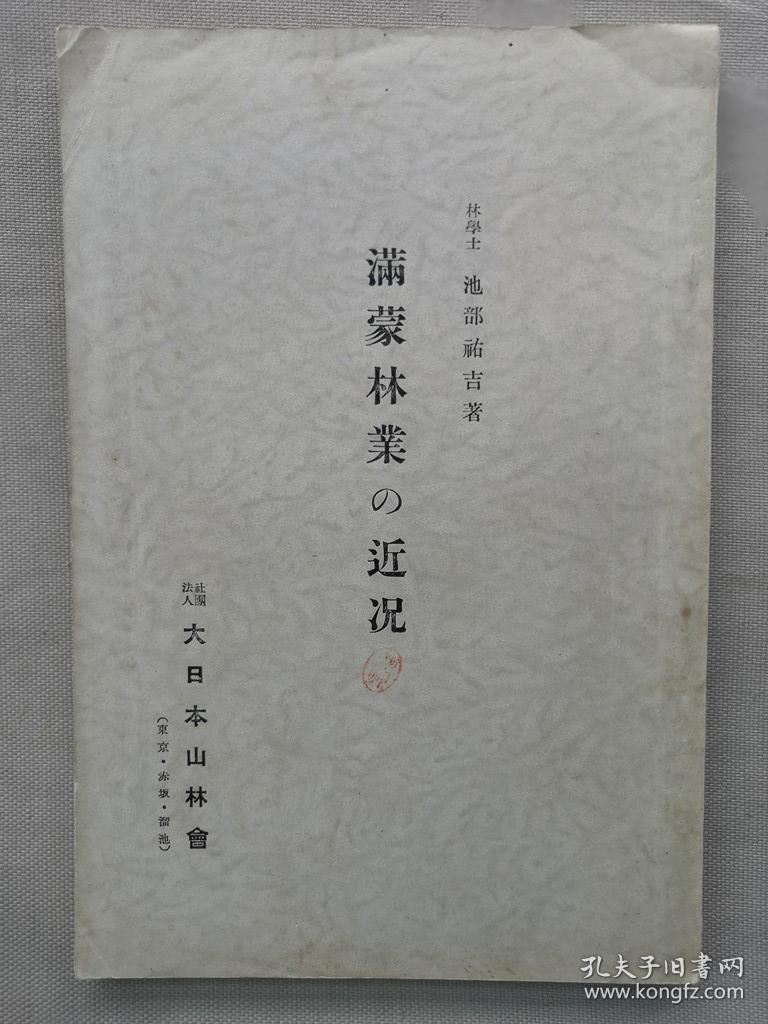 林學士 池部祐吉著
滿蒙林業の近況
社團法人 大日本山林會
(東京・赤坂・溜池)
孔夫子旧书网
www.kongfz.com